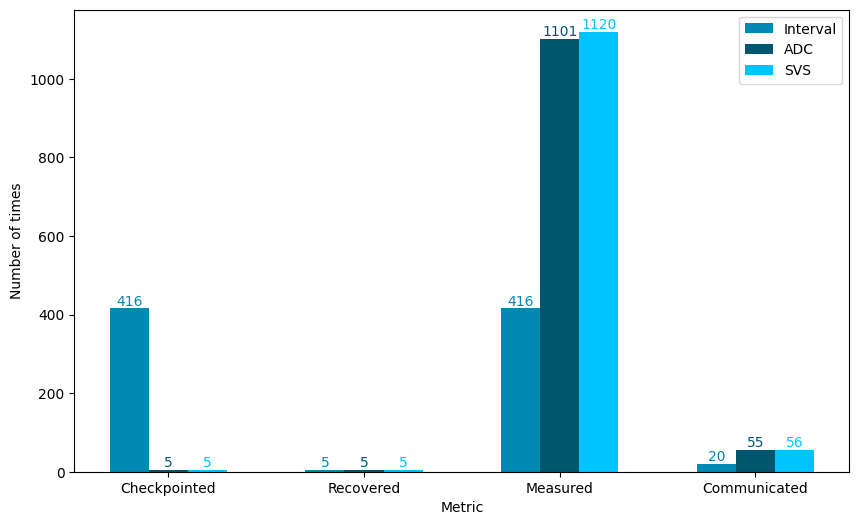 Interval
ADC
SVS
Number of times
1000
800
600
400
200
0
416
5
5
5
5
5
416
1101
1120
20
55
56
Checkpointed
Recovered
Measured
Communicated
Metric